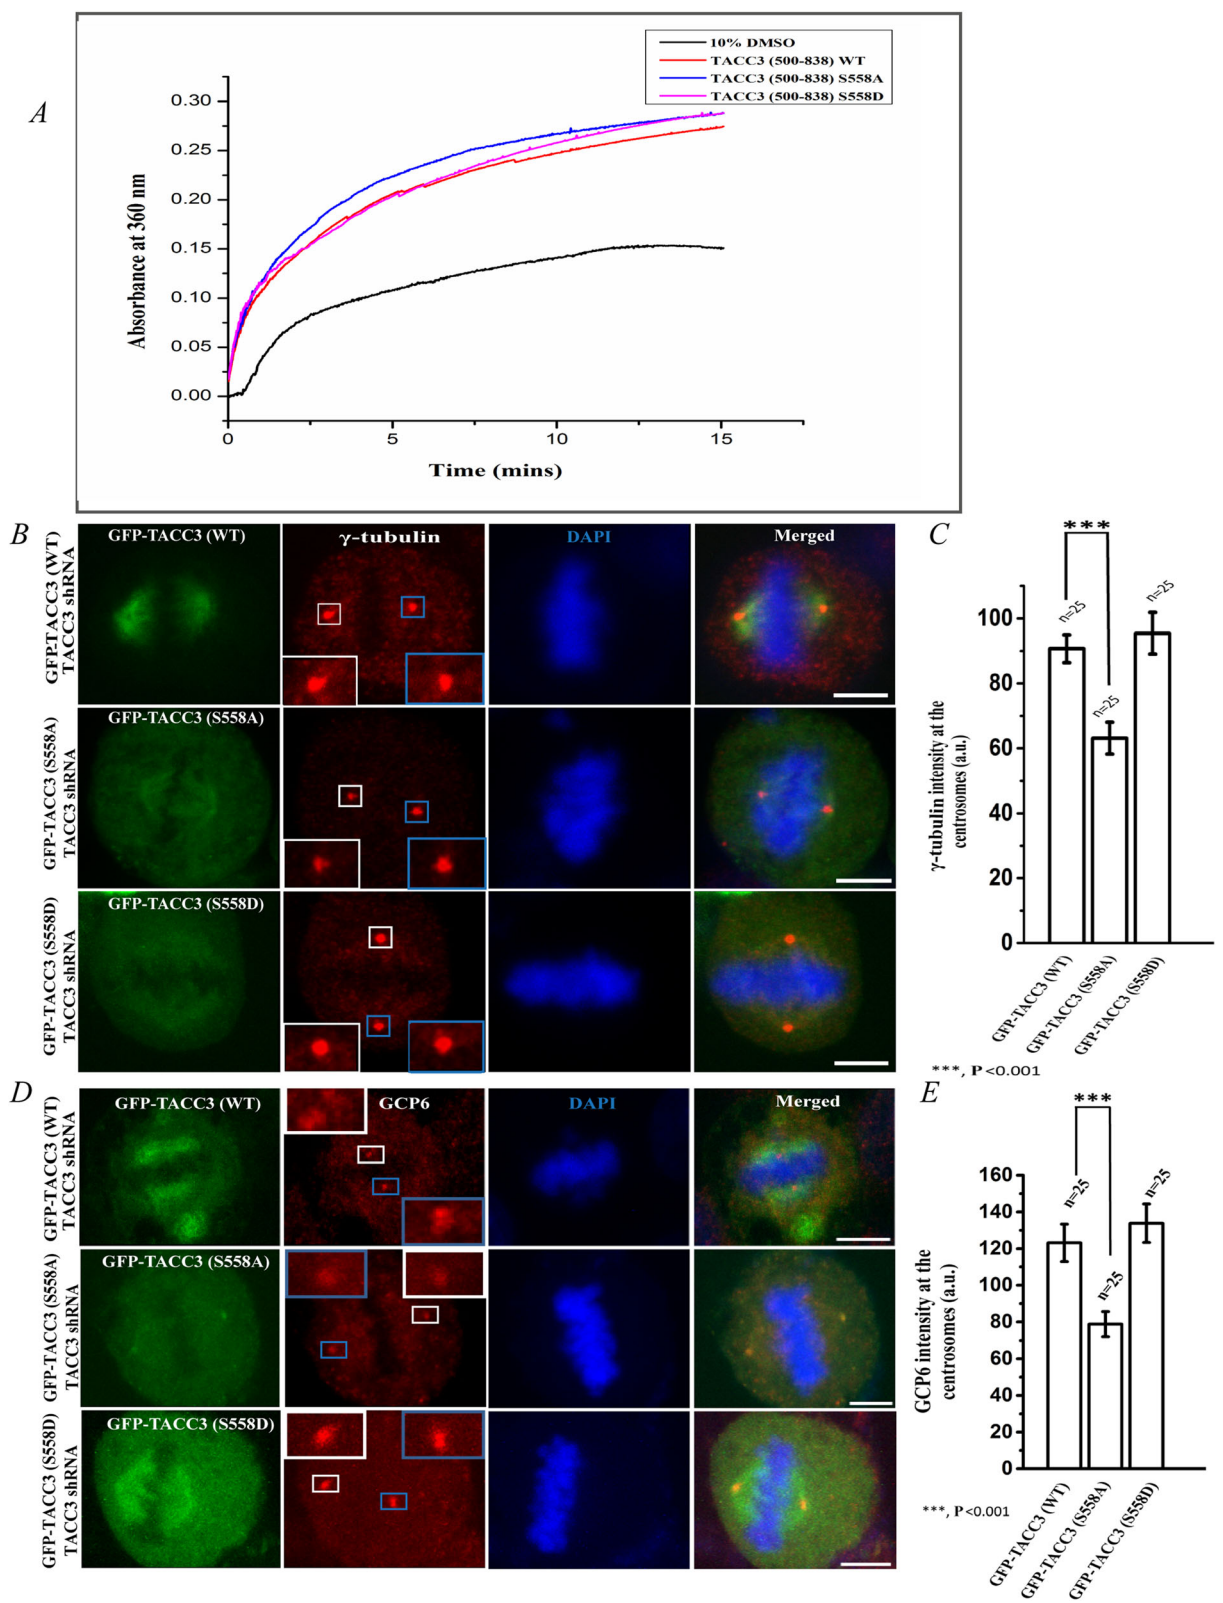 A
10% DMSO
TACC3 (500-838) WT
TACC3 (500-838) S558A
TACC3 (500-838) S558D
0.30
0.25
0.20
0.15
0.10
0.05
0.00
Absorbance at 360 nm
0
5
10
15
Time (mins)
B
GFP-TACC3 (WT)
TACC3 shRNA
GFP-TACC3 (WT)
γ-tubulin
DAPI
Merged
GFP-TACC3 (S558A)
TACC3 shRNA
GFP-TACC3 (S558A)
GFP-TACC3 (S558D)
TACC3 shRNA
GFP-TACC3 (S558D)
C
***
n=25
n=25
n=25
100
80
60
40
20
0
γ-tubulin intensity at the
centrosomes (a.u.)
GFP-TACC3 (WT)
GFP-TACC3 (S558A)
GFP-TACC3 (S558D)
***, P<0.001
D
GFP-TACC3 (WT)
TACC3 shRNA
GFP-TACC3 (WT)
GCP6
DAPI
Merged
GFP-TACC3 (S558A)
TACC3 shRNA
GFP-TACC3 (S558A)
GFP-TACC3 (S558D)
TACC3 shRNA
GFP-TACC3 (S558D)
E
***
n=25
n=25
n=25
160
140
120
100
80
60
40
20
0
GCP6 intensity at the
centrosomes (a.u.)
GFP-TACC3 (WT)
GFP-TACC3 (S558A)
GFP-TACC3 (S558D)
***, P<0.001